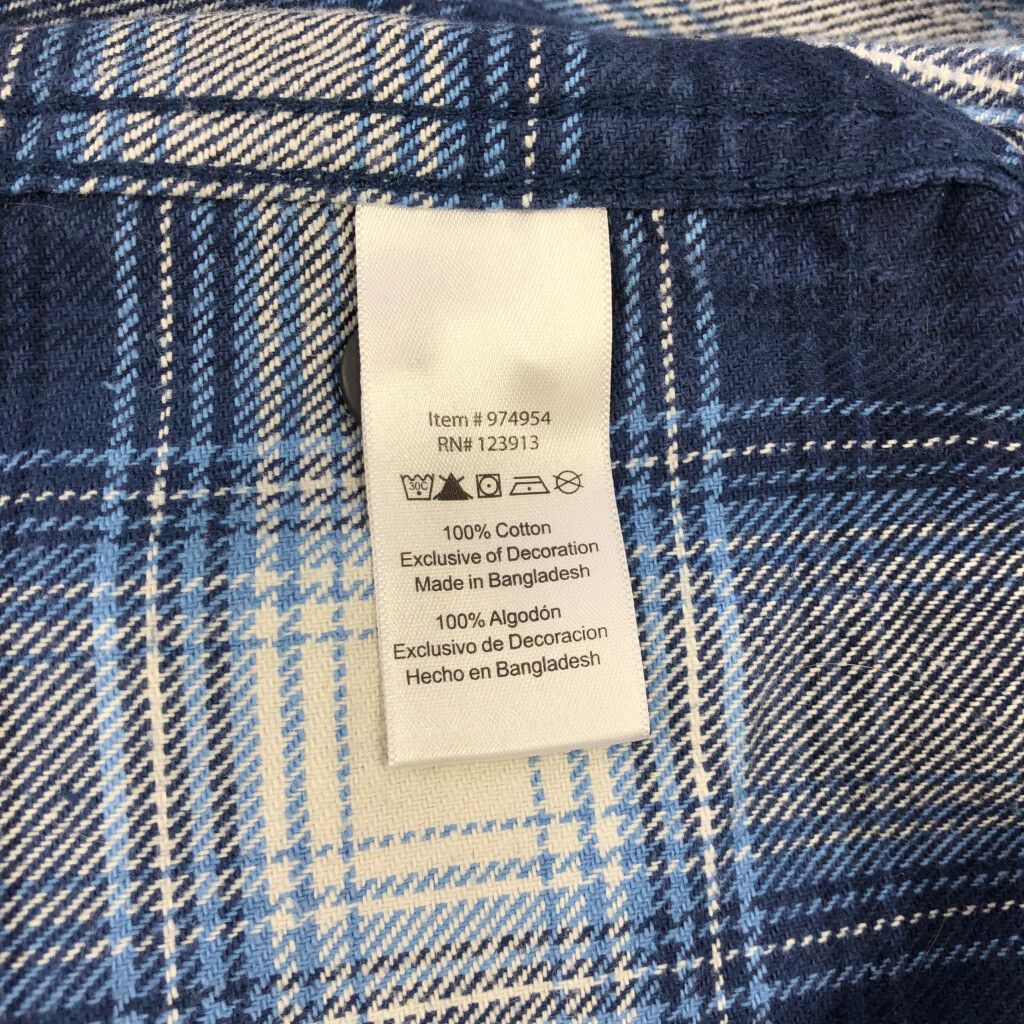 Item # 974954
RN# 123913
30C
100% Cotton
Exclusive of Decoration
Made in Bangladesh
100% Algodón
Exclusivo de Decoracion
Hecho en Bangladesh